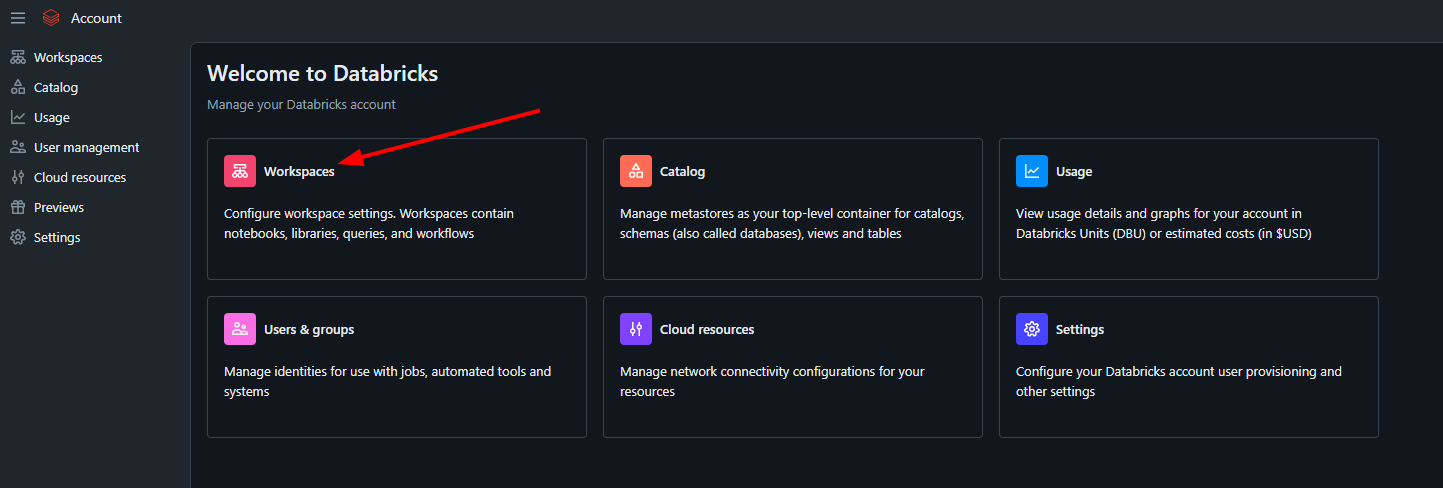 Account
Workspaces
Catalog
Usage
User management
Cloud resources
Previews
Settings
Welcome to Databricks
Manage your Databricks account
Workspaces
Configure workspace settings. Workspaces contain
notebooks, libraries, queries, and workflows
Catalog
Manage metastores as your top-level container for catalogs,
schemas (also called databases), views and tables
Usage
View usage details and graphs for your account in
Databricks Units (DBU) or estimated costs (in $USD)
Users & groups
Manage identities for use with jobs, automated tools and
systems
Cloud resources
Manage network connectivity configurations for your
resources
Settings
Configure your Databricks account user provisioning and
other settings